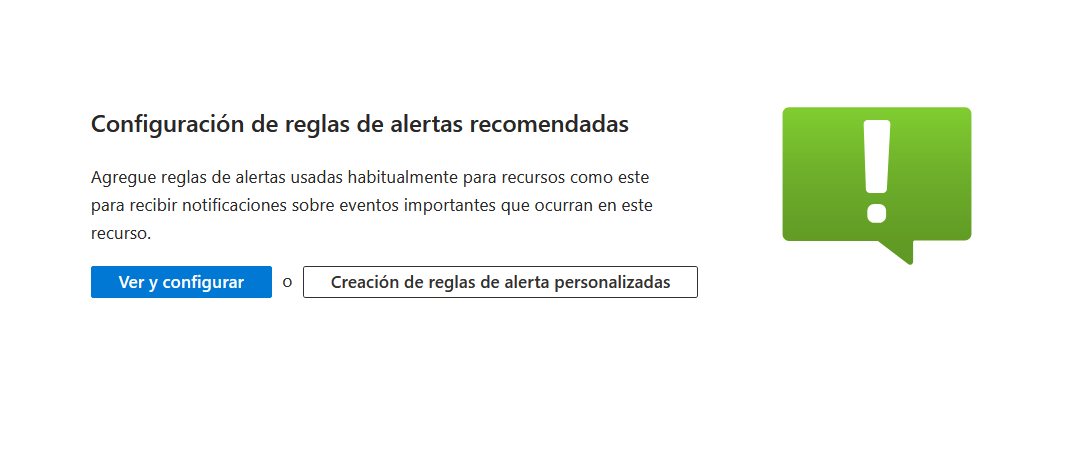 Configuración de reglas de alertas recomendadas
Agregue reglas de alertas usadas habitualmente para recursos como este
para recibir notificaciones sobre eventos importantes que ocurran en este
recurso.
Ver y configurar o Creación de reglas de alerta personalizadas